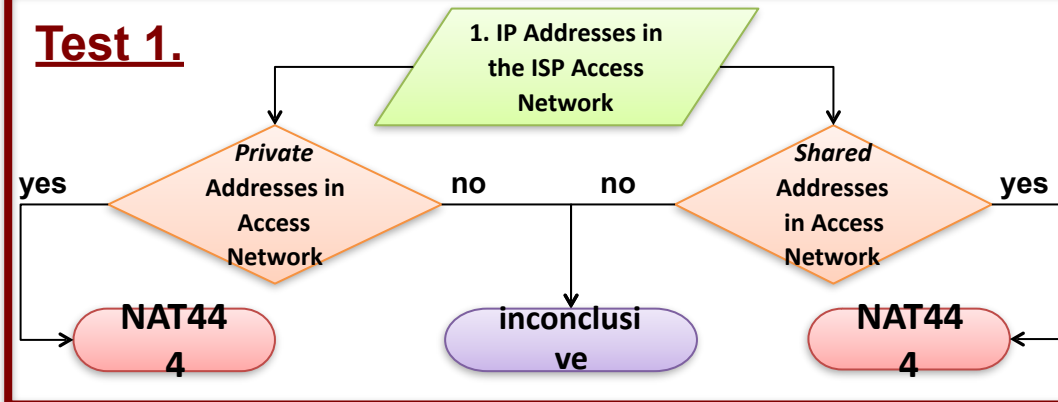 Test 1.
1. IP Addresses in
the ISP Access
Network
Private
Addresses in
Access
Network
Shared
Addresses
in Access
Network
yes
no
no
yes
NAT44
4
inconclusi
ve
NAT44
4